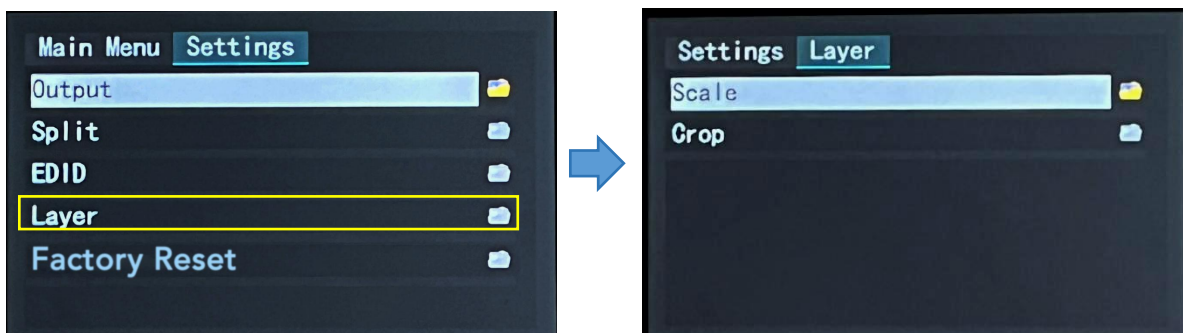 Main Menu Settings
Output
Split
EDID
Layer
Factory Reset
Settings Layer
Scale
Crop